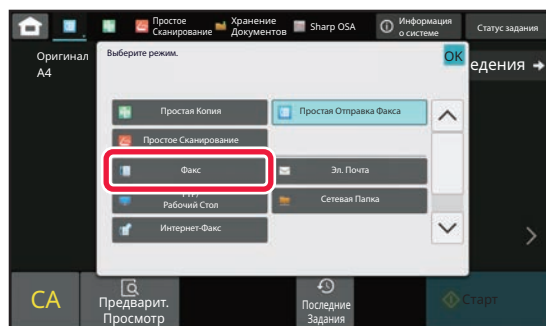 Простое
Сканирование
Хранение
Документов
Sharp OSA
Информация
о системе
Статус задания
Оригинал
A4
Выберите режим.
OK
едения
Простая Копия
Простая Отправка Факса
Простое Сканирование
Факс
Эл. Почта
Рабочий Стол
Сетевая Папка
Интернет-Факс
CA
Предварит.
Просмотр
Последние
Задания
Старт